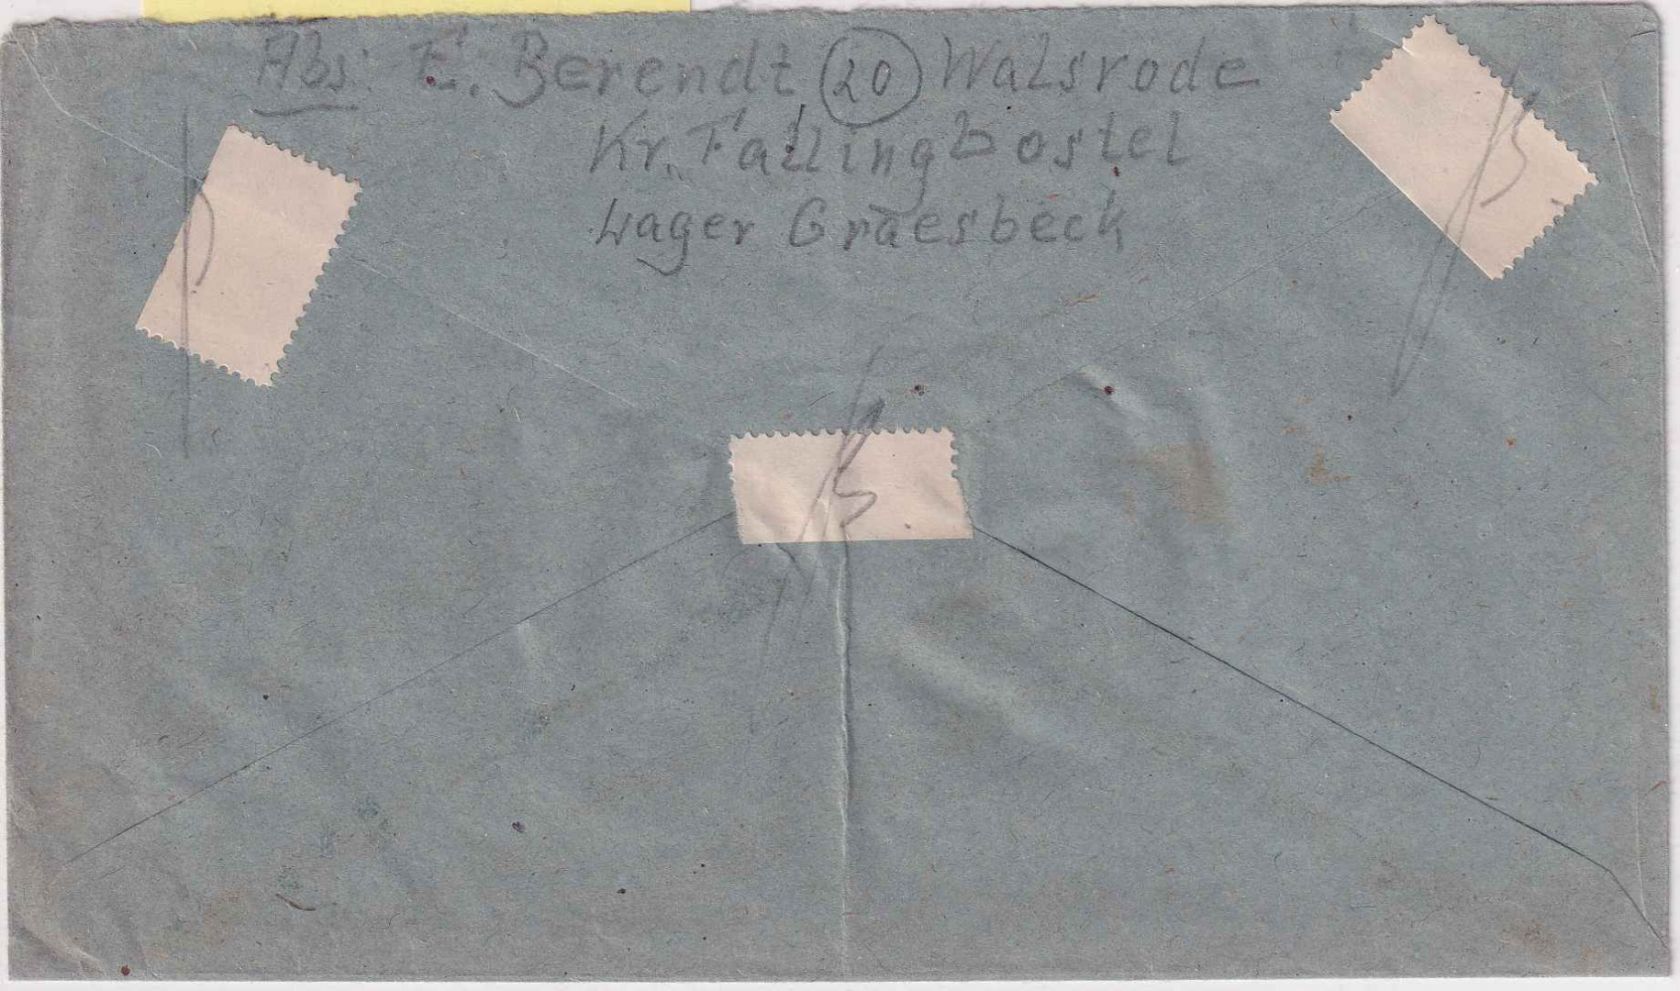 Abs: E. Berendt (20) Walsrode
Kr. Fallingbostel
Lager Graesbeck